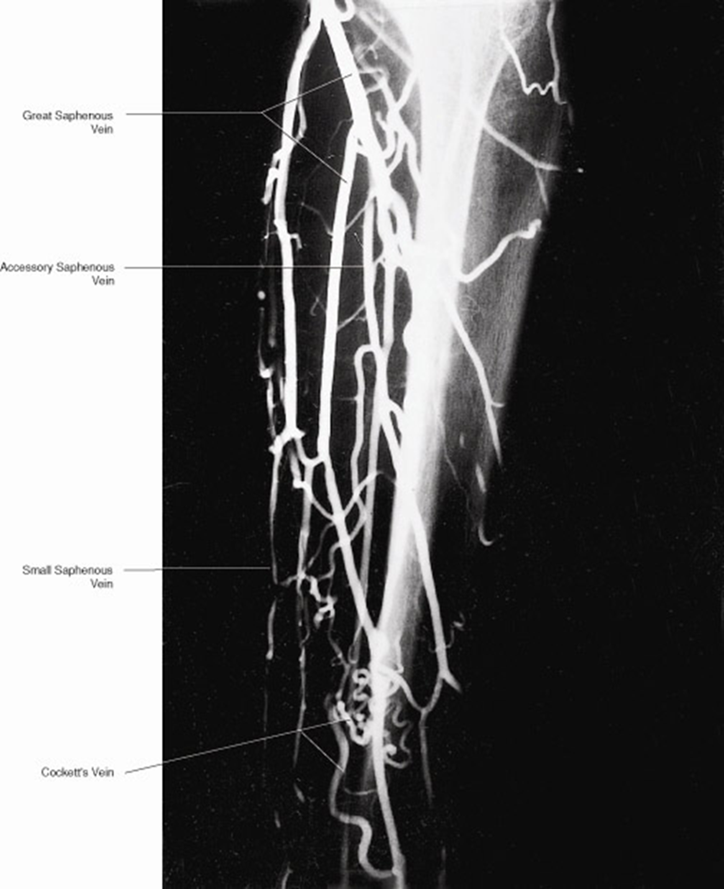 Great Saphenous
Vein
Accessory Saphenous
Vein
Small Saphenous
Vein
Cockett's Vein